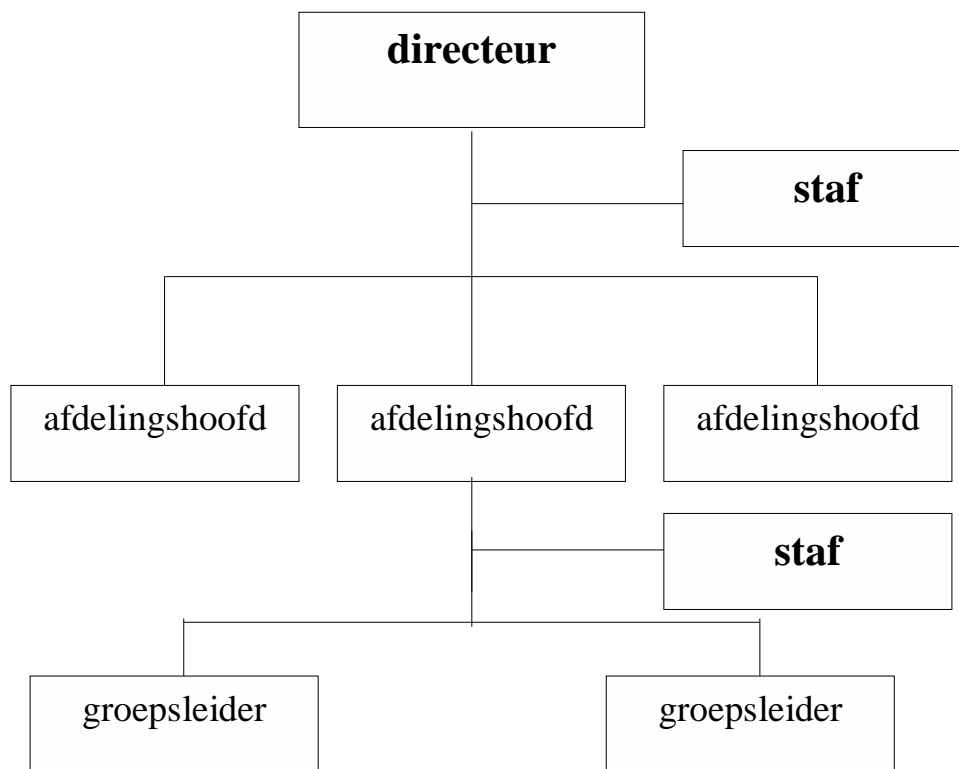 directeur
staf
afdelingshoofd
afdelingshoofd
afdelingshoofd
staf
groepsleider
groepsleider